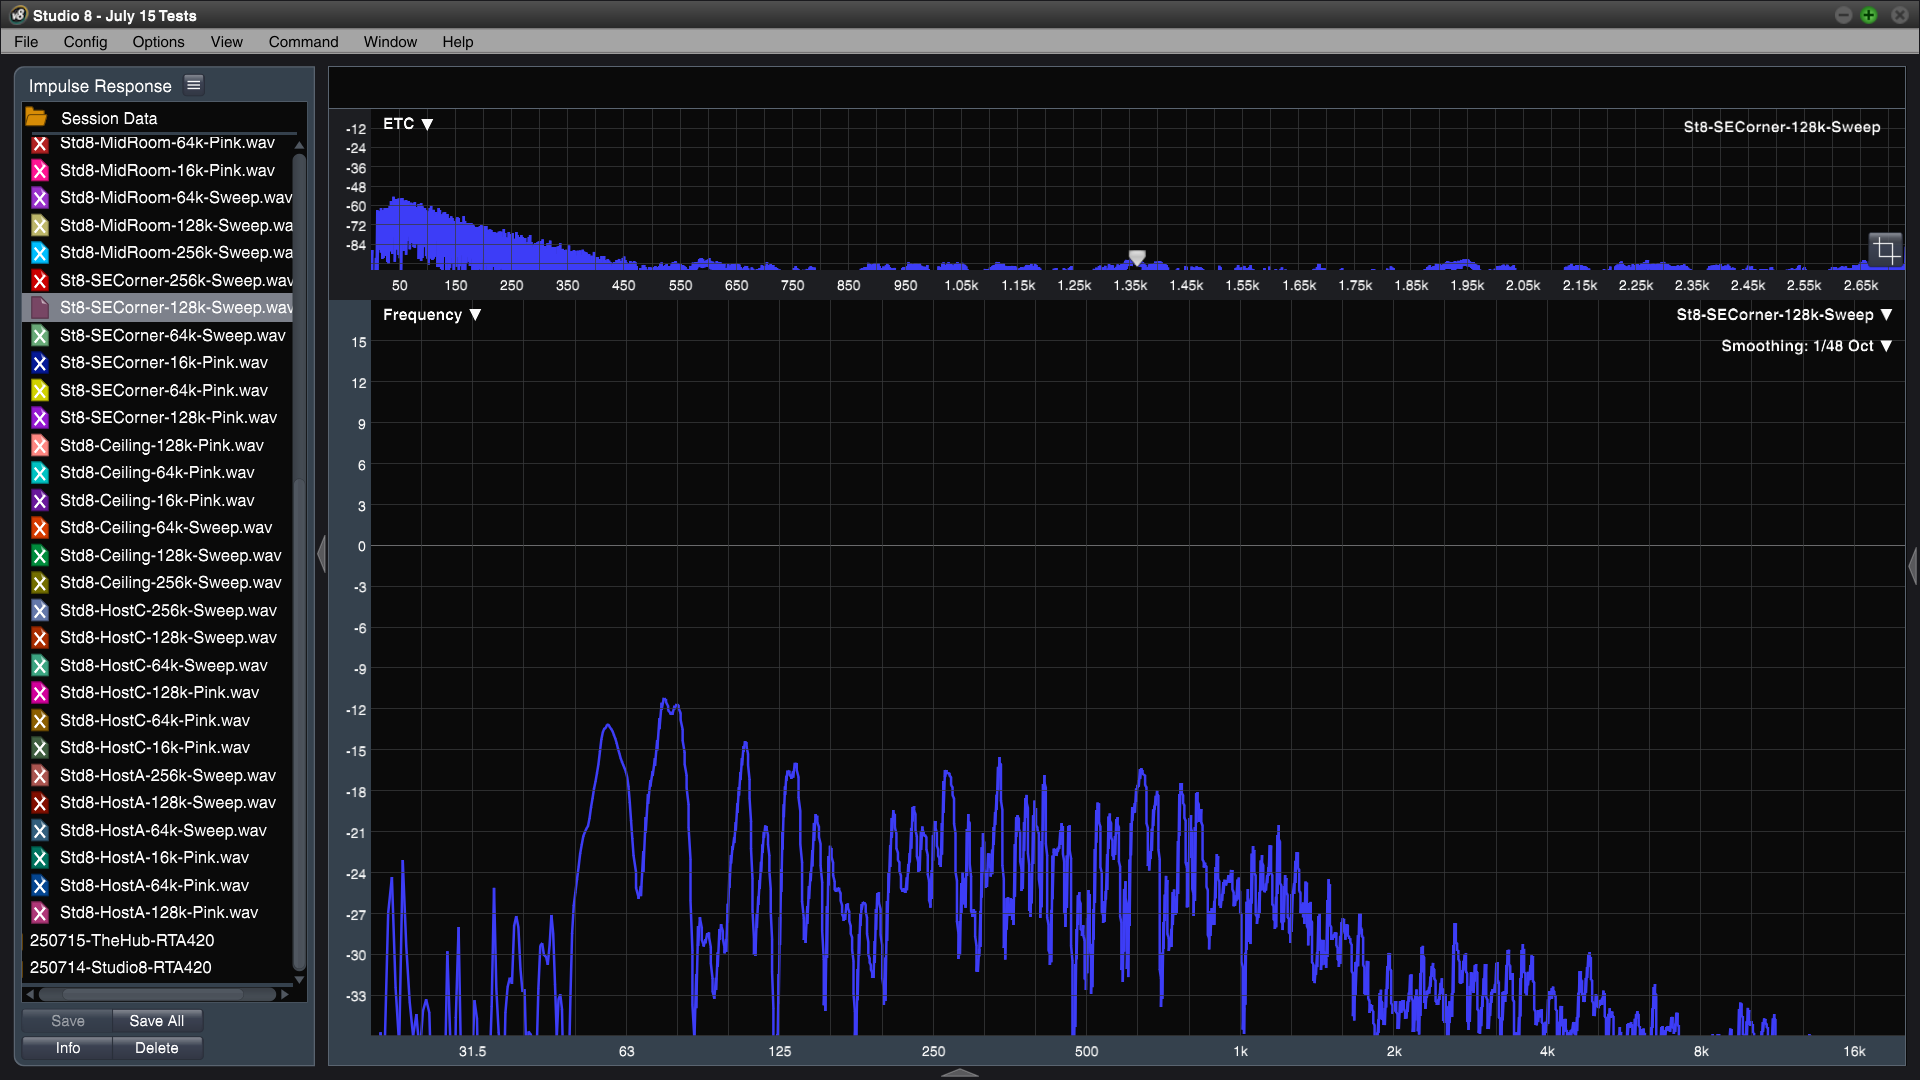 Studio 8 - July 15 Tests
File Config Options View Command Window Help
Impulse Response
Session Data
Std8-MidRoom-64k-Pink.wav
Std8-MidRoom-16k-Pink.wav
Std8-MidRoom-64k-Sweep.wav
Std8-MidRoom-128k-Sweep.wa
Std8-MidRoom-256k-Sweep.wa
St8-SECorner-256k-Sweep.wav
St8-SECorner-128k-Sweep.wav
St8-SECorner-64k-Sweep.wav
St8-SECorner-16k-Pink.wav
St8-SECorner-64k-Pink.wav
St8-SECorner-128k-Pink.wav
Std8-Ceiling-128k-Pink.wav
Std8-Ceiling-64k-Pink.wav
Std8-Ceiling-16k-Pink.wav
Std8-Ceiling-64k-Sweep.wav
Std8-Ceiling-128k-Sweep.wav
Std8-Ceiling-256k-Sweep.wav
Std8-HostC-256k-Sweep.wav
Std8-HostC-128k-Sweep.wav
Std8-HostC-64k-Sweep.wav
Std8-HostC-128k-Pink.wav
Std8-HostC-64k-Pink.wav
Std8-HostC-16k-Pink.wav
Std8-HostA-256k-Sweep.wav
Std8-HostA-128k-Sweep.wav
Std8-HostA-64k-Sweep.wav
Std8-HostA-16k-Pink.wav
Std8-HostA-64k-Pink.wav
Std8-HostA-128k-Pink.wav
250715-TheHub-RTA420
250714-Studio8-RTA420
Save Save All
Info Delete
ETC ▼
St8-SECorner-128k-Sweep
-12
-24
-36
-48
-60
-72
-84
50 150 250 350 450 550 650 750 850 950 1.05k 1.15k 1.25k 1.35k 1.45k 1.55k 1.65k 1.75k 1.85k 1.95k 2.05k 2.15k 2.25k 2.35k 2.45k 2.55k 2.65k
Frequency ▼
St8-SECorner-128k-Sweep ▼
Smoothing: 1/48 Oct ▼
15
12
9
6
3
0
-3
-6
-9
-12
-15
-18
-21
-24
-27
-30
-33
31.5 63 125 250 500 1k 2k 4k 8k 16k